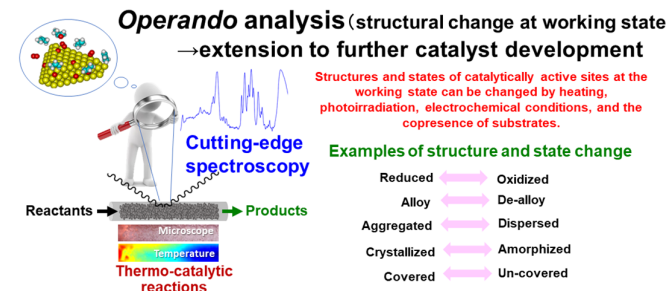 Operando analysis(structural change at working state
→extension to further catalyst development
Structures and states of catalytically active sites at the
working state can be changed by heating,
photoirradiation, electrochemical conditions, and the
copresence of substrates.
Cutting-edge
spectroscopy
Examples of structure and state change
Reduced Oxidized
Alloy De-alloy
Aggregated Dispersed
Crystallized Amorphized
Covered Un-covered
Reactants Products
Microscope
Temperature
Thermo-catalytic
reactions